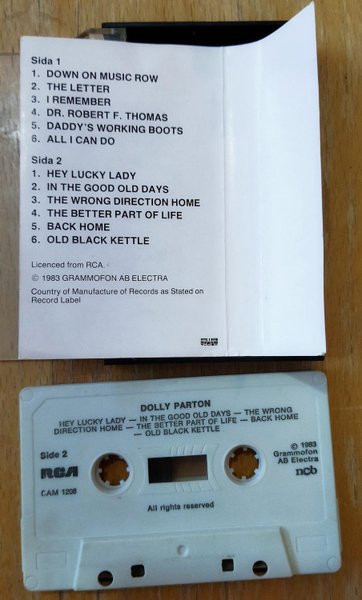 Sida 1
1. DOWN ON MUSIC ROW
2. THE LETTER
3. I REMEMBER
4. DR. ROBERT F. THOMAS
5. DADDY'S WORKING BOOTS
6. ALL I CAN DO
Sida 2
1. HEY LUCKY LADY
2. IN THE GOOD OLD DAYS
3. THE WRONG DIRECTION HOME
4. THE BETTER PART OF LIFE
5. BACK HOME
6. OLD BLACK KETTLE
Licenced from RCA.
© 1983 GRAMMOFON AB ELECTRA
Country of Manufacture of Records as Stated on
Record Label
DOLLY PARTON
HEY LUCKY LADY — IN THE GOOD OLD DAYS — THE WRONG
DIRECTION HOME — THE BETTER PART OF LIFE — BACK HOME
— OLD BLACK KETTLE
Side 2
RCA
CAM 1208
© 1983
Grammofon
AB Electra
ncb
All rights reserved